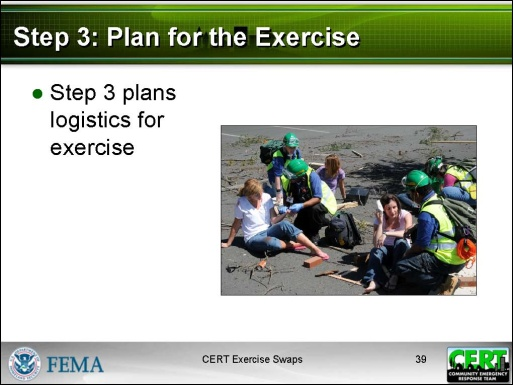 Step 3: Plan for the Exercise
● Step 3 plans
logistics for
exercise
FEMA
CERT Exercise Swaps
39
CERT
COMMUNITY EMERGENCY
RESPONSE TEAM